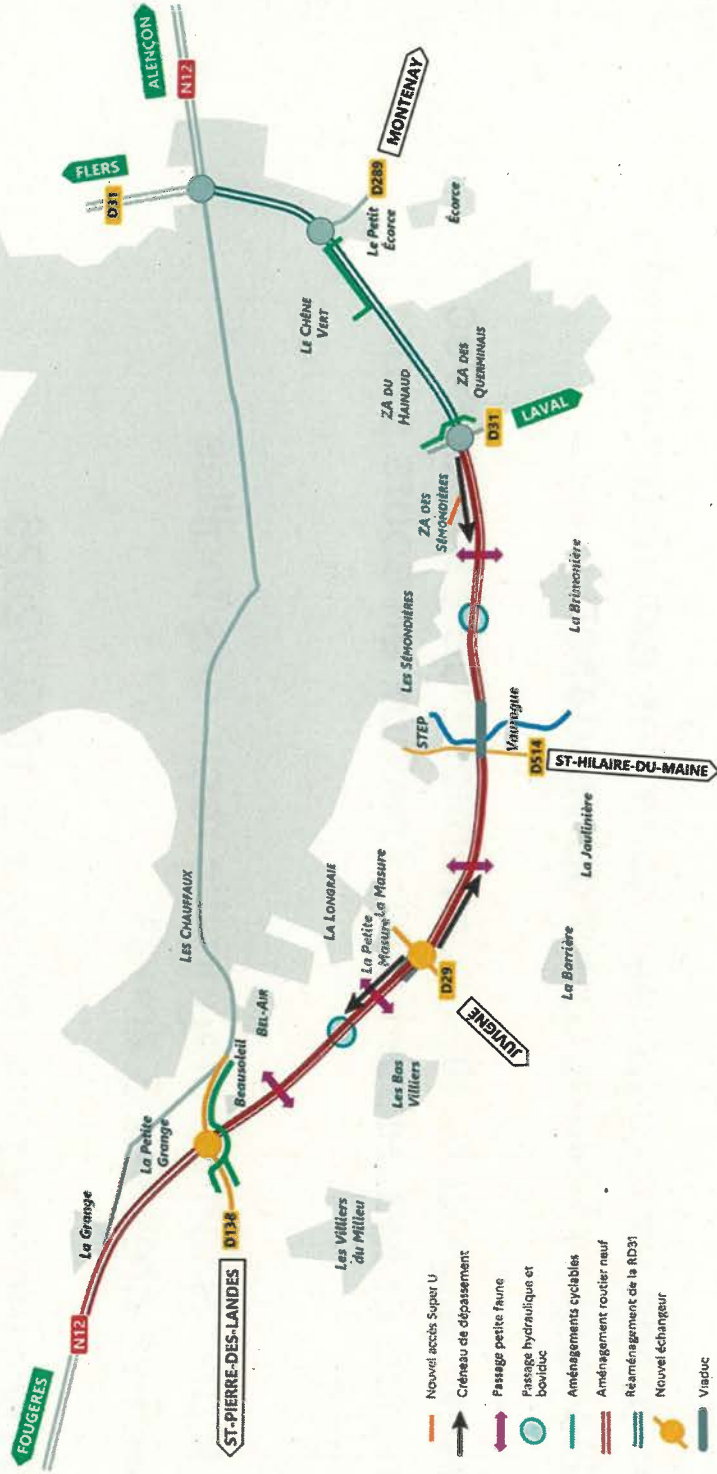 FOUGERES
N12
La Grange
La Petite
Grange
ST-PIERRE-DES-LANDES
D138
Beausoleil
BEL-AIR
LES CHAUFFAUX
Les Villiers
du Milieu
Les Bas
Villiers
LA LONGRAIE
La Petite
Masure
La Masure
JUVIGNÉ
D29
La Barrière
La Joulinière
STEP
Vaurogue
D514
ST-HILAIRE-DU-MAINE
LES SÉMONDIÈRES
La Brimonière
ZA DES
SÉMONDIÈRES
D31
LAVAL
ZA DU
HAINAUD
ZA DES
QUERMINAIS
LE CHÊNE
VERT
Le Petit
Écorce
Écorce
D289
MONTENAY
D31
FLERS
N12
ALENÇON
Nouvel accès Super U
Créneau de dépassement
Passage petite faune
Passage hydraulique et
boviduc
Aménagements cyclables
Aménagement routier neuf
Réaménagement de la RD31
Nouvel échangeur
Viaduc